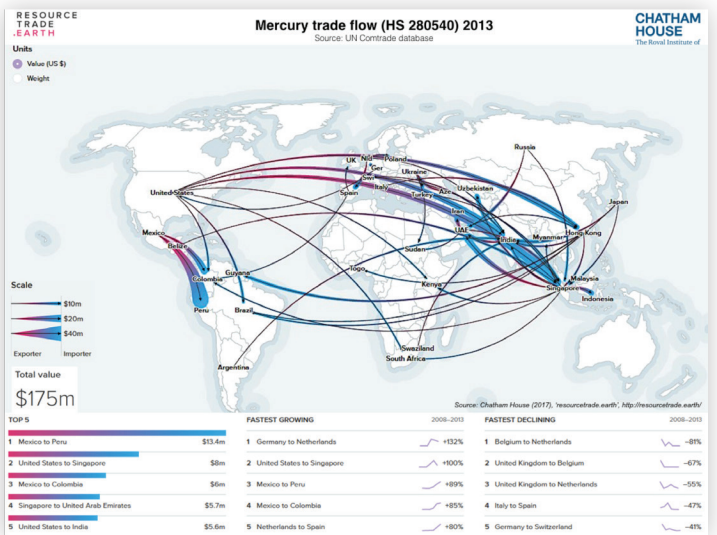 RESOURCE
TRADE
.EARTH
Mercury trade flow (HS 280540) 2013
Source: UN Comtrade database
CHATHAM
HOUSE
The Royal Institute of
Units
Value (US $)
Weight
Russia
UK
Nld
Poland
Ger
Ukraine
Swi
United States
Spain
Italy
Turkey
Aze
Uzbekistan
Japan
Iran
Mexico
UAE
India
Myanmar
Hong Kong
Belize
Sudan
Colombia
Guyana
Togo
Kenya
Malaysia
Singapore
Indonesia
Peru
Brazil
Swaziland
South Africa
Argentina
Scale
$10m
$20m
$40m
Exporter Importer
Total value
$175m
Source: Chatham House (2017), 'resourcetrade.earth', http://resourcetrade.earth/
TOP 5
1 Mexico to Peru $13.4m
2 United States to Singapore $8m
3 Mexico to Colombia $6m
4 Singapore to United Arab Emirates $5.7m
5 United States to India $5.6m
FASTEST GROWING 2008–2013
1 Germany to Netherlands +132%
2 United States to Singapore +100%
3 Mexico to Peru +89%
4 Mexico to Colombia +85%
5 Netherlands to Spain +80%
FASTEST DECLINING 2008–2013
1 Belgium to Netherlands –81%
2 United Kingdom to Belgium –67%
3 United Kingdom to Netherlands –55%
4 Italy to Spain –47%
5 Germany to Switzerland –41%